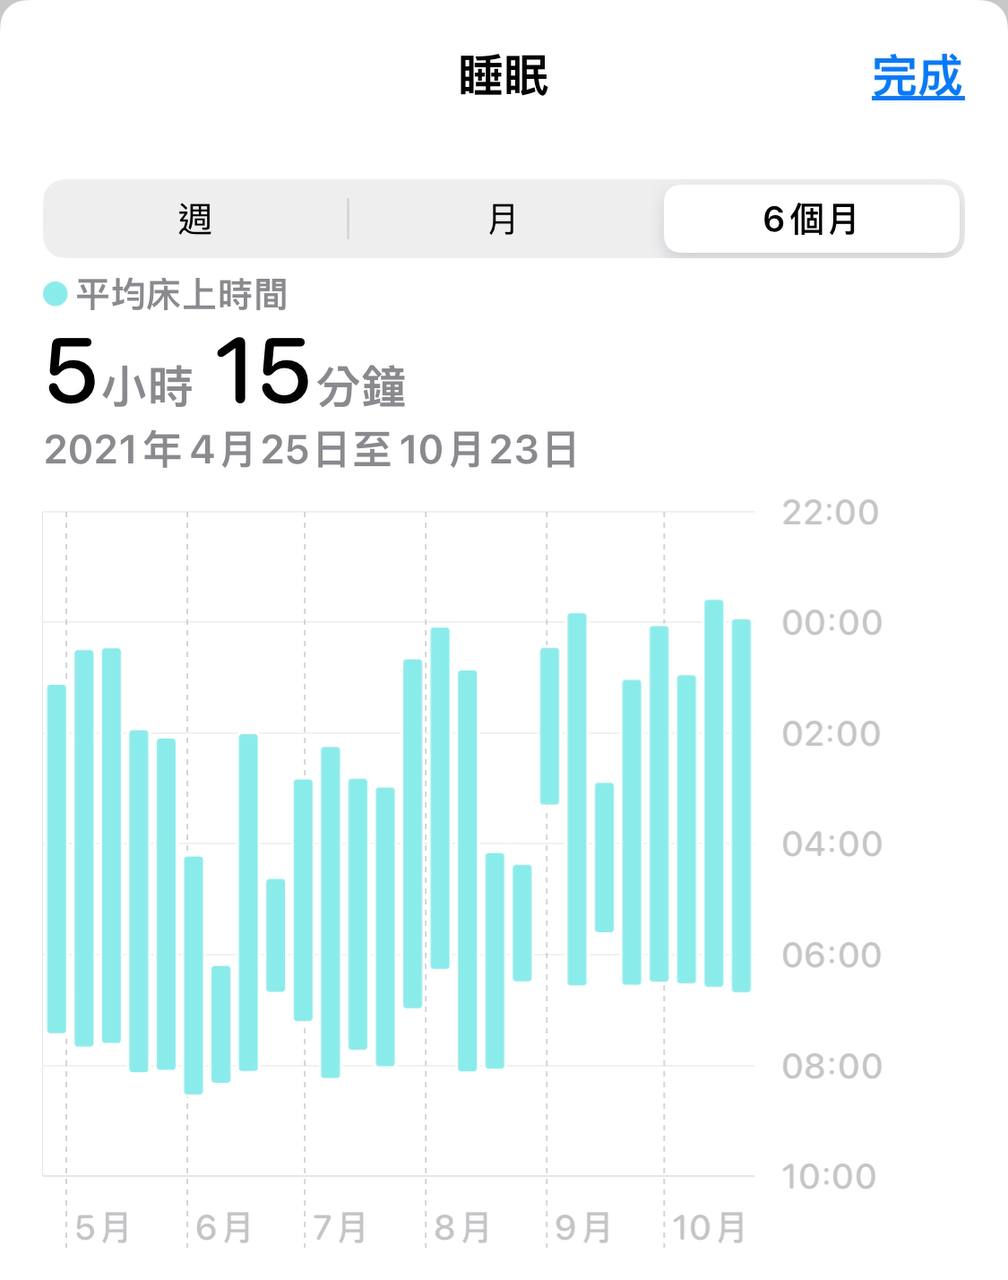 睡眠
完成
週
月
6個月
平均床上時間
5小時 15分鐘
2021年4月25日至10月23日
22:00
00:00
02:00
04:00
06:00
08:00
10:00
5月
6月
7月
8月
9月
10月